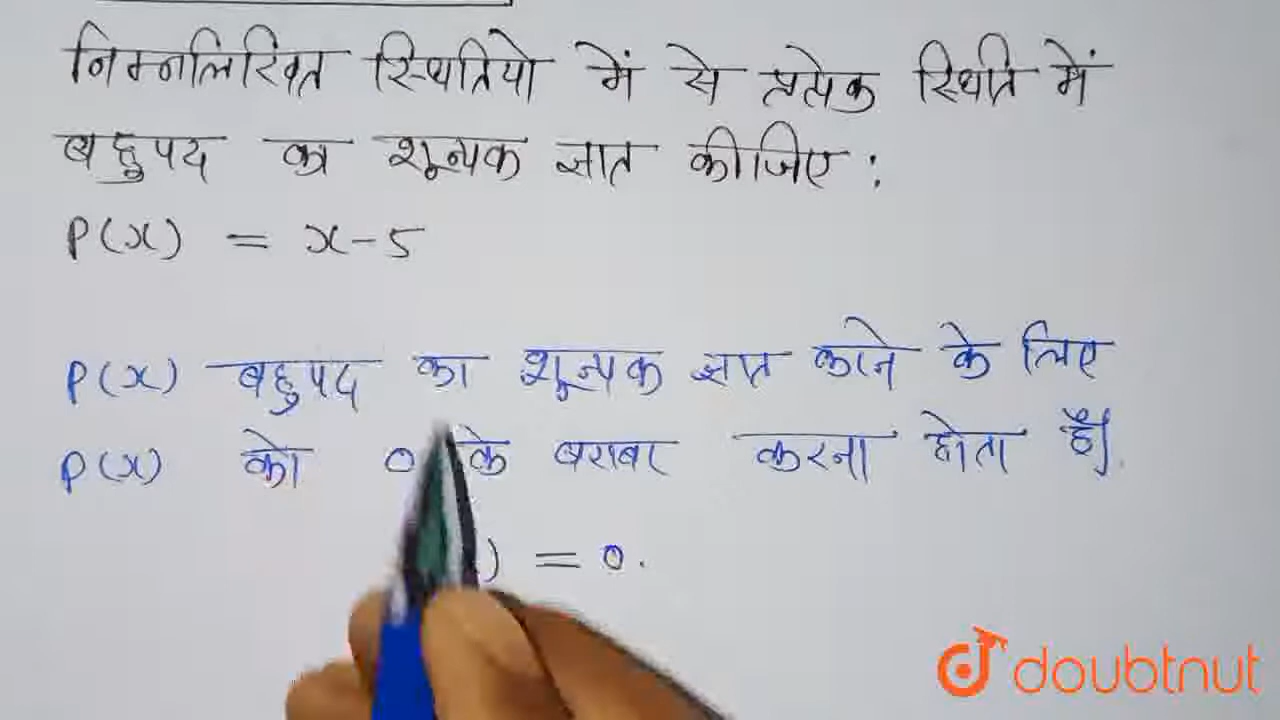 निम्नलिखित स्थितियो में से प्रत्येक स्थिति में
बहुपद का शून्यक ज्ञात कीजिए :
P(x) = x-5
P(x) बहुपद का शून्यक ज्ञात करने के लिए
P(x) को 0 के बराबर करना होता है।
) = 0.
doubtnut